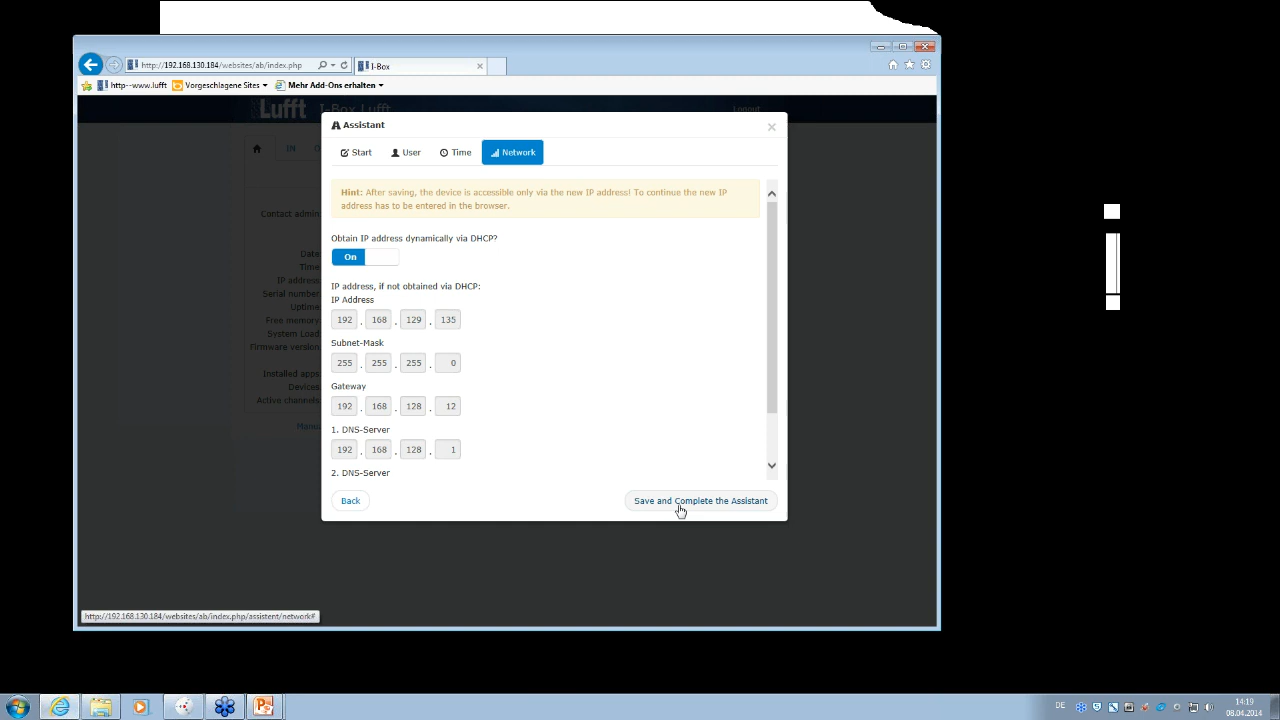 http://192.168.130.184/websites/ab/index.php
I-Box
http--www.lufft
Vorgeschlagene Sites
Mehr Add-Ons erhalten
Lufft
I-Box Lufft
Logout
IN
Contact admin:
Date:
Time:
IP address:
Serial number:
Uptime:
Free memory:
System Load:
Firmware version:
Installed apps:
Devices:
Active channels:
Assistant
Start
User
Time
Network
Hint: After saving, the device is accessible only via the new IP address! To continue the new IP
address has to be entered in the browser.
Obtain IP address dynamically via DHCP?
On
IP address, if not obtained via DHCP:
IP Address
192 . 168 . 129 . 135
Subnet-Mask
255 . 255 . 255 . 0
Gateway
192 . 168 . 128 . 12
1. DNS-Server
192 . 168 . 128 . 1
2. DNS-Server
Back
Save and Complete the Assistant
http://192.168.130.184/websites/ab/index.php/assistent/network#
DE
14:19
08.04.2014